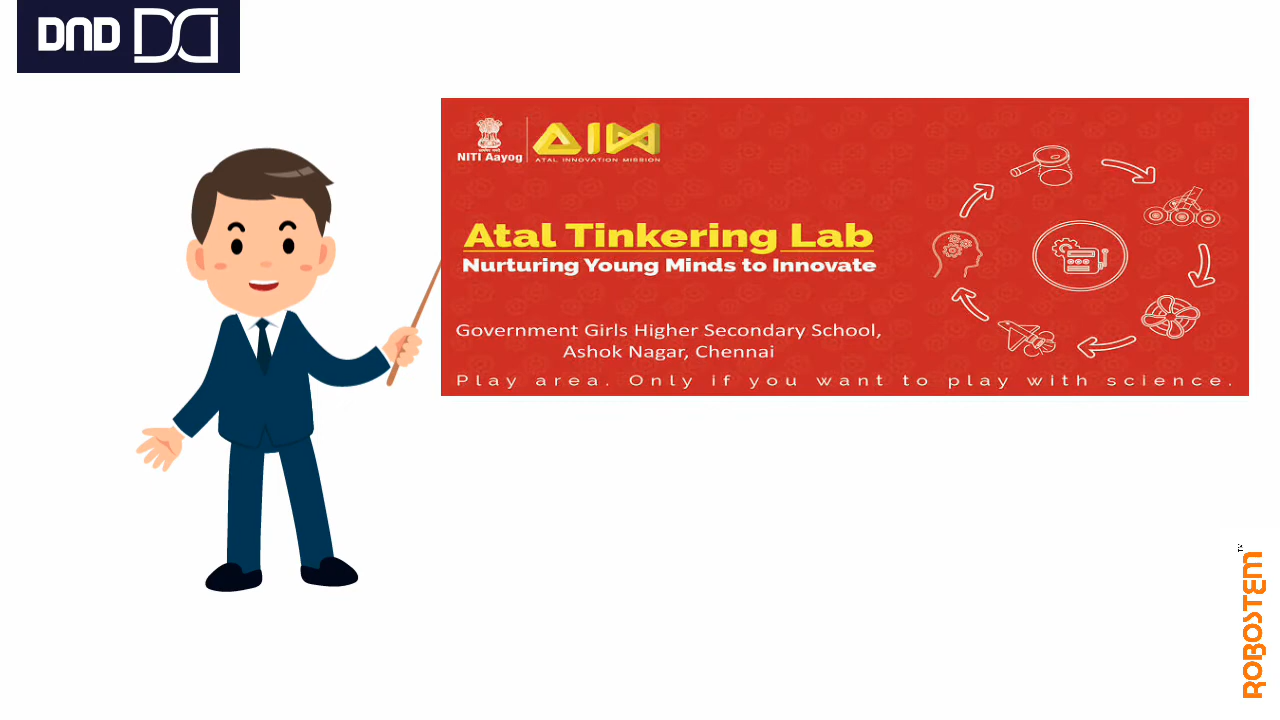 DND
NITI Aayog
AIM
ATAL INNOVATION MISSION
Atal Tinkering Lab
Nurturing Young Minds to Innovate
Government Girls Higher Secondary School,
Ashok Nagar, Chennai
Play area. Only if you want to play with science.
ROBOSTEM